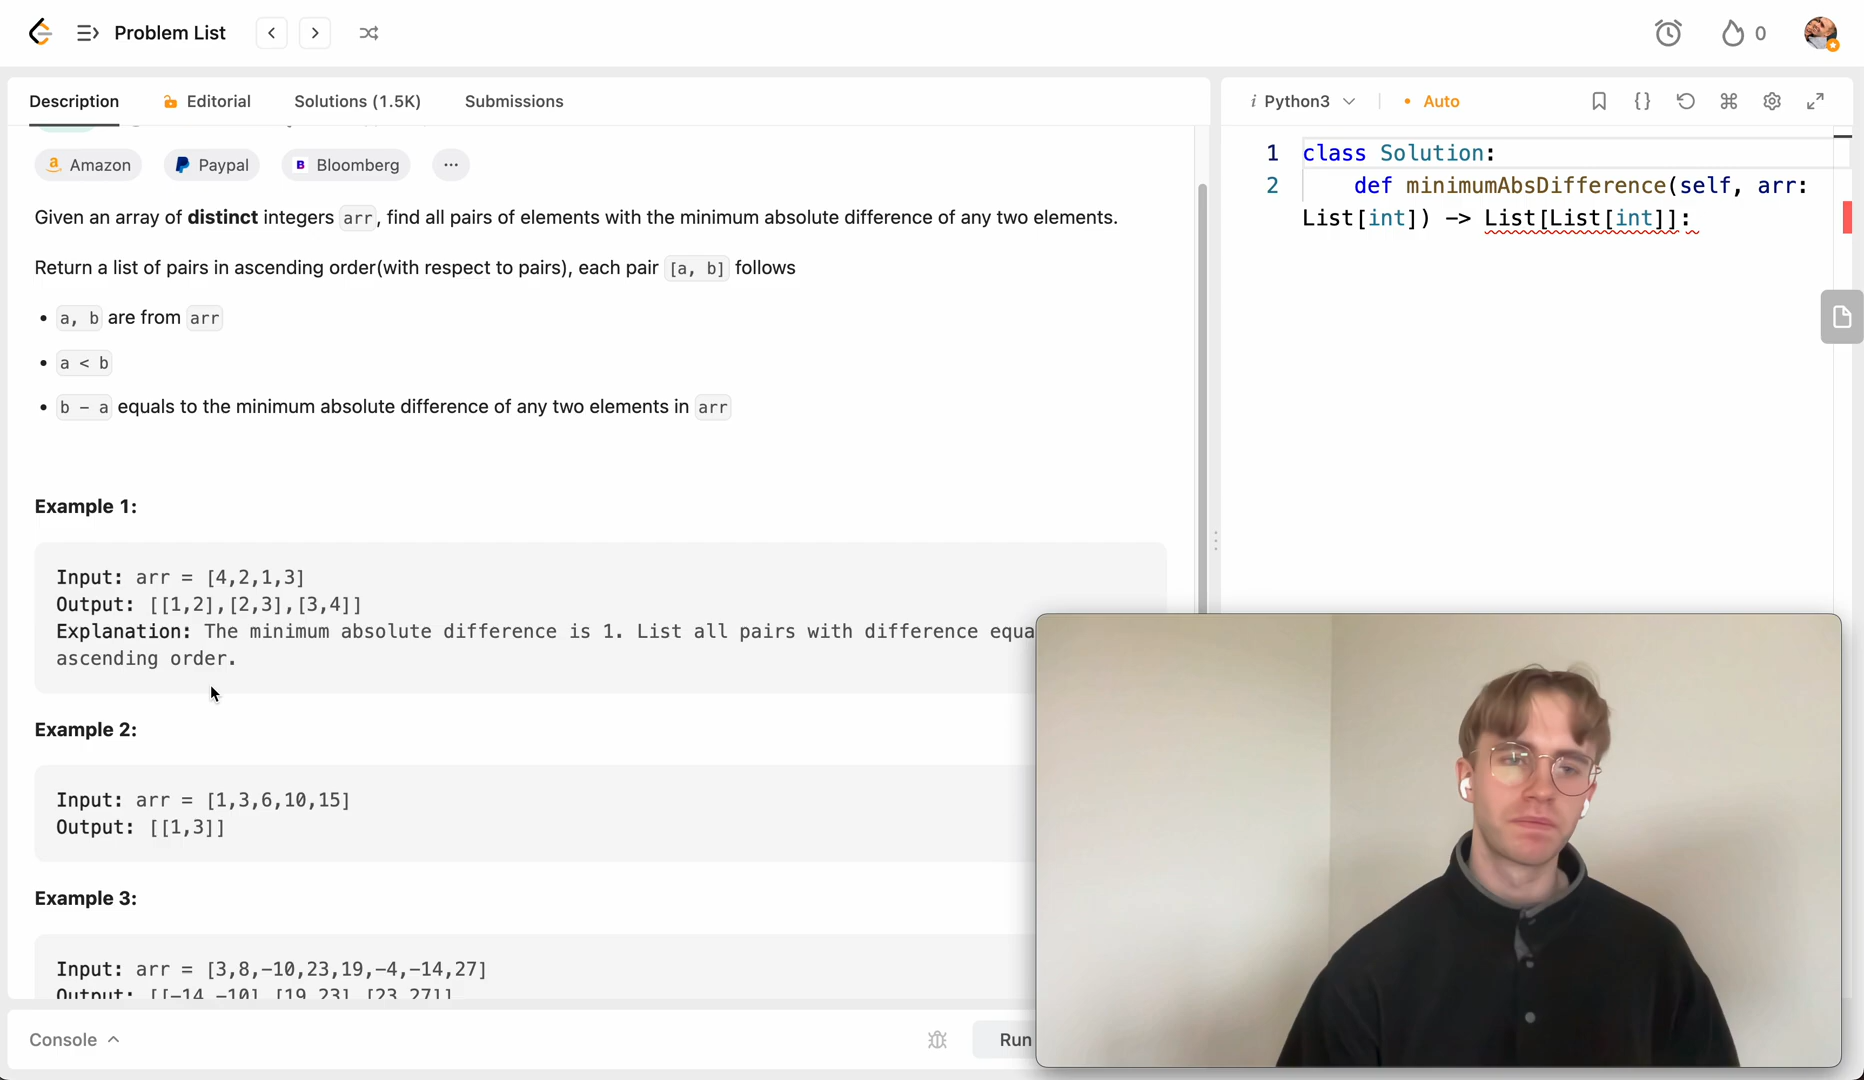 Problem List
0
Description
Editorial
Solutions (1.5K)
Submissions
Amazon
Paypal
B Bloomberg
...
Given an array of distinct integers arr, find all pairs of elements with the minimum absolute difference of any two elements.
Return a list of pairs in ascending order(with respect to pairs), each pair [a, b] follows
• a, b are from arr
• a < b
• b - a equals to the minimum absolute difference of any two elements in arr
Example 1:
Input: arr = [4,2,1,3]
Output: [[1,2],[2,3],[3,4]]
Explanation: The minimum absolute difference is 1. List all pairs with difference equa
ascending order.
Example 2:
Input: arr = [1,3,6,10,15]
Output: [[1,3]]
Example 3:
Input: arr = [3,8,-10,23,19,-4,-14,27]
Output: [[-14,-10],[19,23],[23,27]]
Console
Run
i Python3
• Auto
{}
1 class Solution:
2 def minimumAbsDifference(self, arr:
List[int]) -> List[List[int]]: